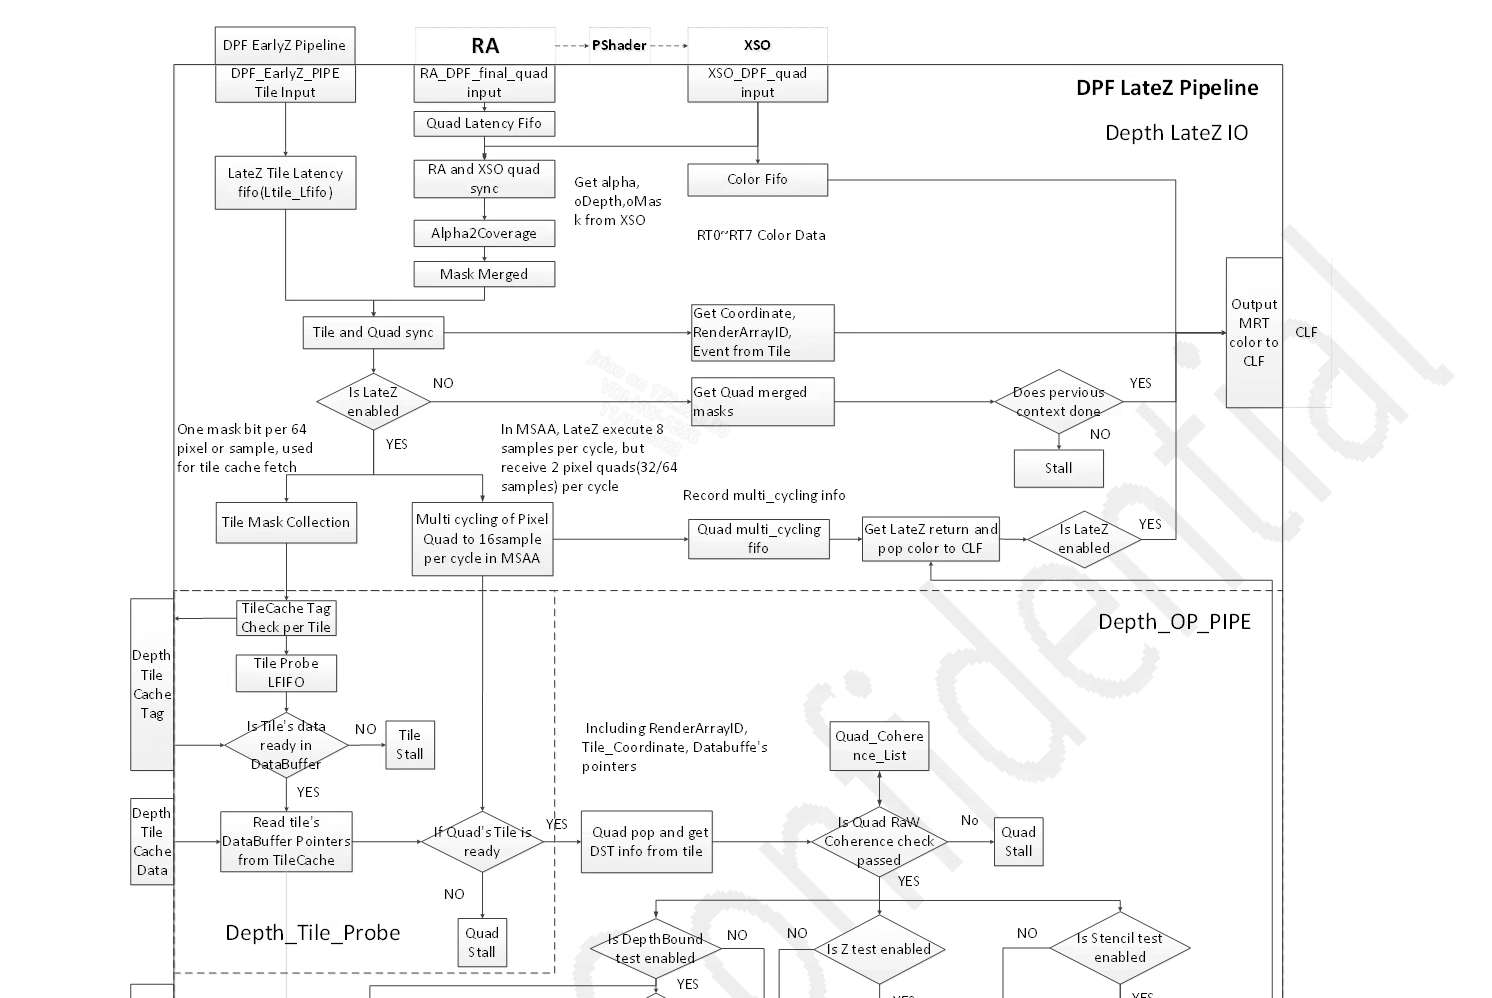 DPF EarlyZ Pipeline
RA
PShader
XSO
DPF_EarlyZ_PIPE
Tile Input
RA_DPF_final_quad
input
XSO_DPF_quad
input
DPF LateZ Pipeline
Depth LateZ IO
Quad Latency Fifo
LateZ Tile Latency
fifo(Ltile_Lfifo)
RA and XSO quad
sync
Get alpha,
oDepth,oMas
k from XSO
Color Fifo
Alpha2Coverage
RT0~RT7 Color Data
Mask Merged
Tile and Quad sync
Get Coordinate,
RenderArrayID,
Event from Tile
Output
MRT
color to
CLF
CLF
Is LateZ
enabled
NO
YES
Get Quad merged
masks
Does pervious
context done
YES
NO
Stall
One mask bit per 64
pixel or sample, used
for tile cache fetch
In MSAA, LateZ execute 8
samples per cycle, but
receive 2 pixel quads(32/64
samples) per cycle
Record multi_cycling info
Tile Mask Collection
Multi cycling of Pixel
Quad to 16sample
per cycle in MSAA
Quad multi_cycling
fifo
Get LateZ return and
pop color to CLF
Is LateZ
enabled
YES
Depth_OP_PIPE
TileCache Tag
Check per Tile
Depth
Tile
Cache
Tag
Tile Probe
LFIFO
Is Tile's data
ready in
DataBuffer
NO
Tile
Stall
YES
Including RenderArrayID,
Tile_Coordinate, Databuffe's
pointers
Quad_Cohere
nce_List
Depth
Tile
Cache
Data
Read tile's
DataBuffer Pointers
from TileCache
If Quad's Tile is
ready
YES
NO
Quad pop and get
DST info from tile
Is Quad RaW
Coherence check
passed
No
Quad
Stall
YES
Depth_Tile_Probe
Quad
Stall
Is DepthBound
test enabled
NO
YES
NO
Is Z test enabled
YES
NO
Is Stencil test
enabled
YES
Confidential